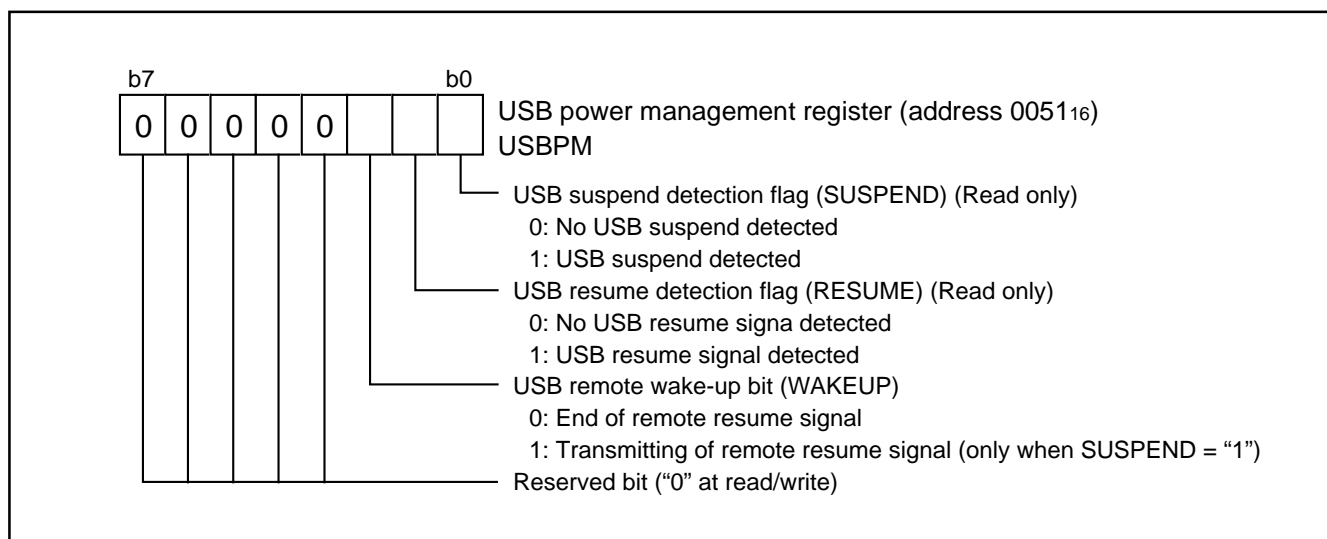 b7 b0
0 0 0 0 0
USB power management register (address 005116)
USBPM
USB suspend detection flag (SUSPEND) (Read only)
0: No USB suspend detected
1: USB suspend detected
USB resume detection flag (RESUME) (Read only)
0: No USB resume signa detected
1: USB resume signal detected
USB remote wake-up bit (WAKEUP)
0: End of remote resume signal
1: Transmitting of remote resume signal (only when SUSPEND = “1”)
Reserved bit (“0” at read/write)